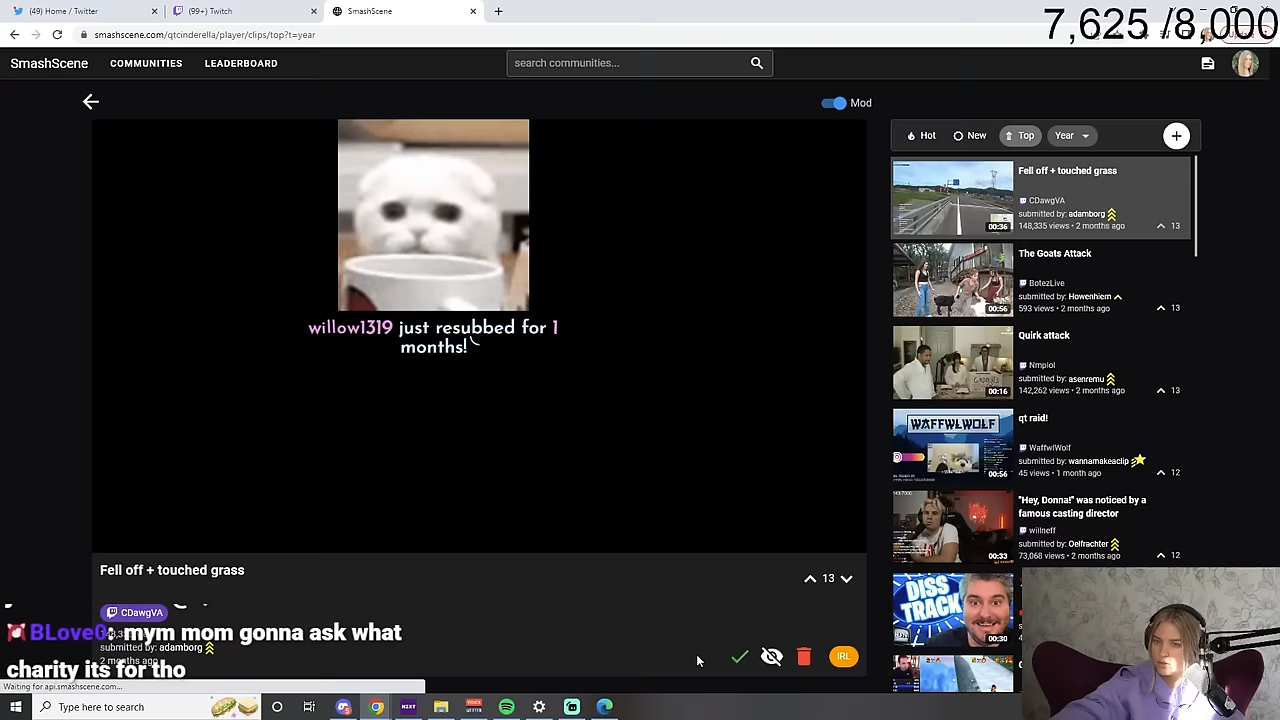 (49) Home / Twitter
(99+) Twitch
SmashScene
7,625 /8,000
smashscene.com/qtcinderella/player/clips/top?t=year
SmashScene
COMMUNITIES
LEADERBOARD
search communities...
Mod
Hot
New
Top
Year
willow1319 just resubbed for 1
months!
Fell off + touched grass
CDawgVA
submitted by: adamborg
148,335 views • 2 months ago
13
00:36
The Goats Attack
BotezLive
submitted by: Howenhiem
593 views • 2 months ago
13
00:56
Quirk attack
Nmplol
submitted by: asenremu
142,262 views • 2 months ago
13
00:16
WAFFWLWOLF
qt raid!
WaffwlWolf
submitted by: wannamakeaclip
45 views • 1 month ago
12
00:56
"Hey, Donna!" was noticed by a
famous casting director
willneff
submitted by: Oelfrachter
73,068 views • 2 months ago
12
00:33
DISS
TRACK
00:30
Fell off + touched grass
13
CDawgVA
BLove0
mym mom gonna ask what
submitted by: adamborg
2 months ago
charity its for tho
IRL
Waiting for api.smashscene.com...
Type here to search